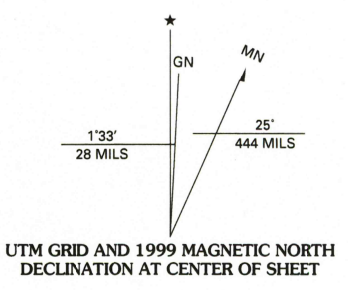 ★
GN
MN
1°33′
28 MILS
25°
444 MILS
UTM GRID AND 1999 MAGNETIC NORTH
DECLINATION AT CENTER OF SHEET